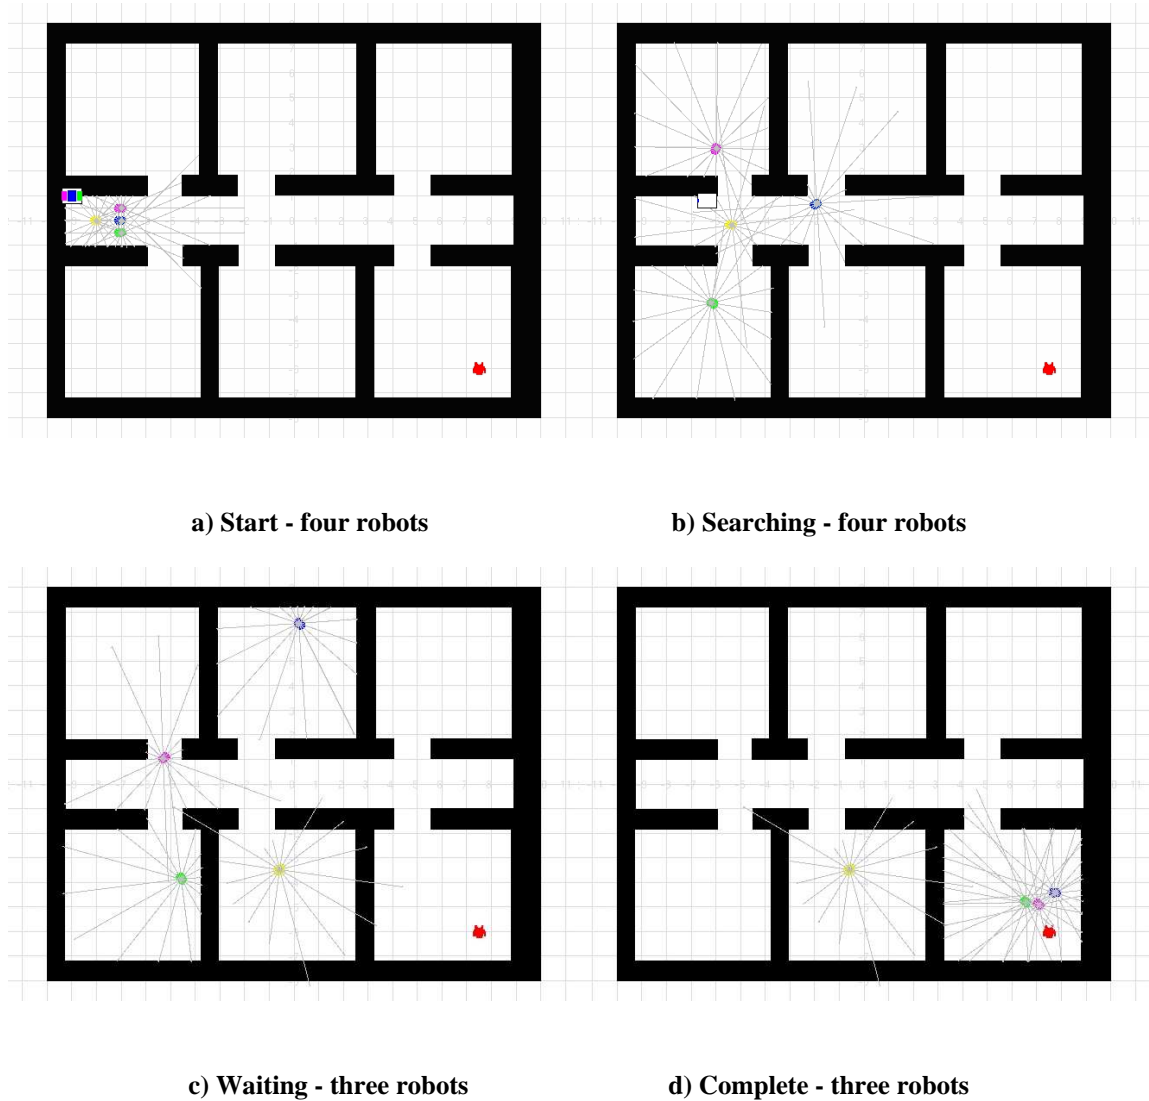 a) Start - four robots
b) Searching - four robots
c) Waiting - three robots
d) Complete - three robots